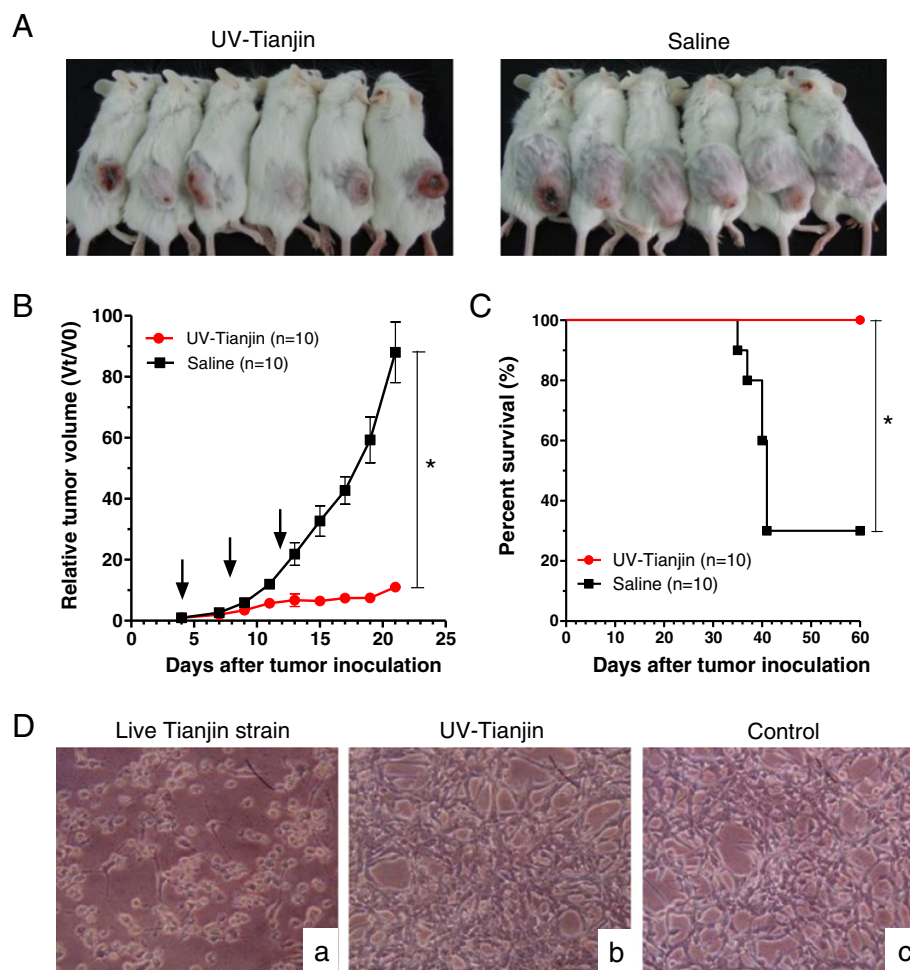 A
UV-Tianjin
Saline
B
100
80
60
40
20
0
0
5
10
15
20
25
Relative tumor volume (Vt/V0)
Days after tumor inoculation
UV-Tianjin (n=10)
Saline (n=10)
*
C
100
80
60
40
20
0
0
10
20
30
40
50
60
Percent survival (%)
Days after tumor inoculation
UV-Tianjin (n=10)
Saline (n=10)
*
D
Live Tianjin strain
UV-Tianjin
Control
a
b
c